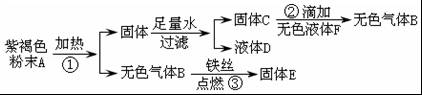 紫褐色
粉末A
加热
①
固体
足量水
过滤
固体C
②滴加
无色液体F
无色气体B
液体D
无色气体B
铁丝
点燃③
固体E